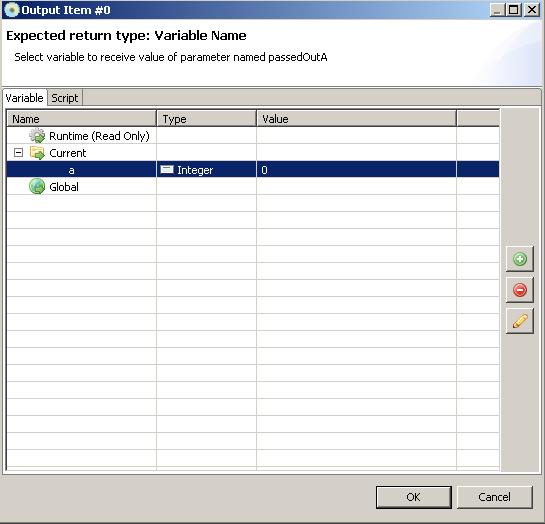 Output Item #0
Expected return type: Variable Name
Select variable to receive value of parameter named passedOutA
Variable Script
Name Type Value
Runtime (Read Only)
Current
a Integer 0
Global
OK Cancel